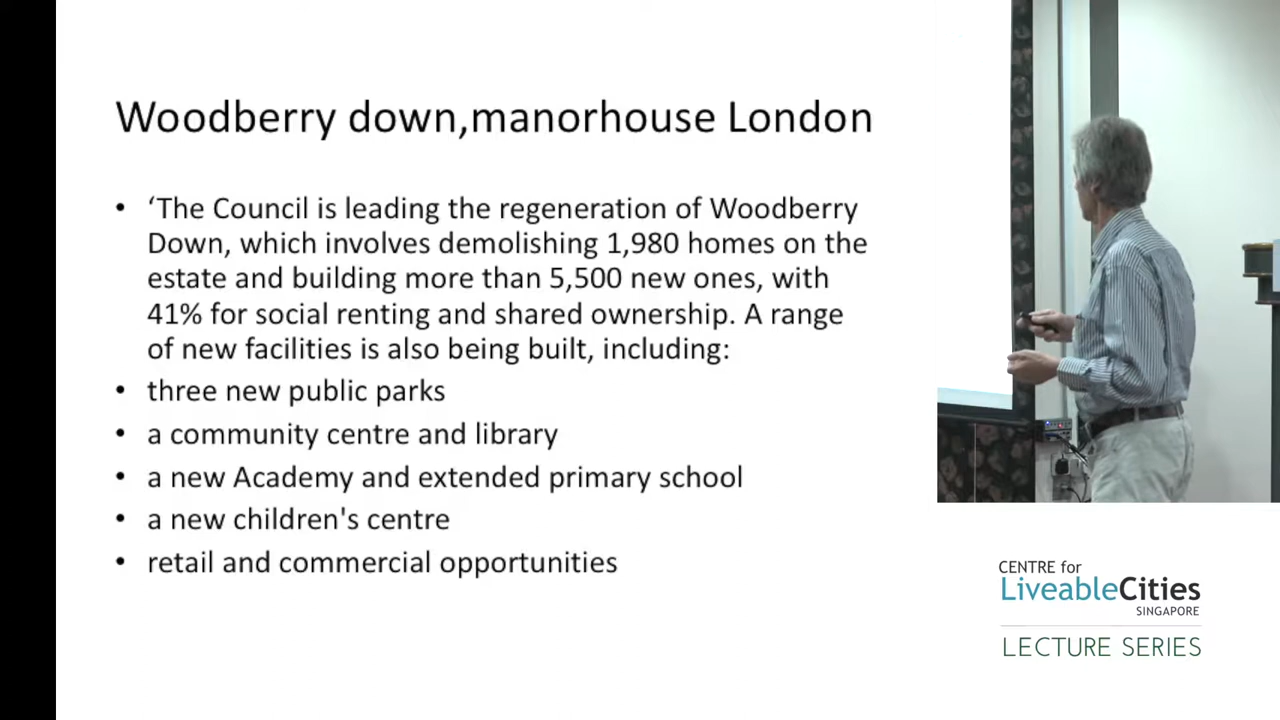 Woodberry down,manorhouse London
• ‘The Council is leading the regeneration of Woodberry
Down, which involves demolishing 1,980 homes on the
estate and building more than 5,500 new ones, with
41% for social renting and shared ownership. A range
of new facilities is also being built, including:
• three new public parks
• a community centre and library
• a new Academy and extended primary school
• a new children's centre
• retail and commercial opportunities
CENTRE for
LiveableCities
SINGAPORE
LECTURE SERIES